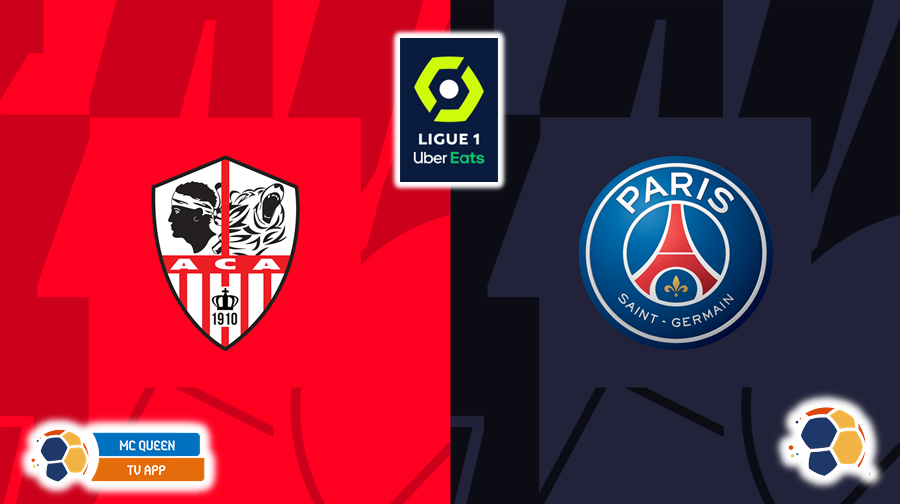 LIGUE 1
Uber Eats
ACA
1910
PARIS
SAINT - GERMAIN
MC QUEEN
TV APP